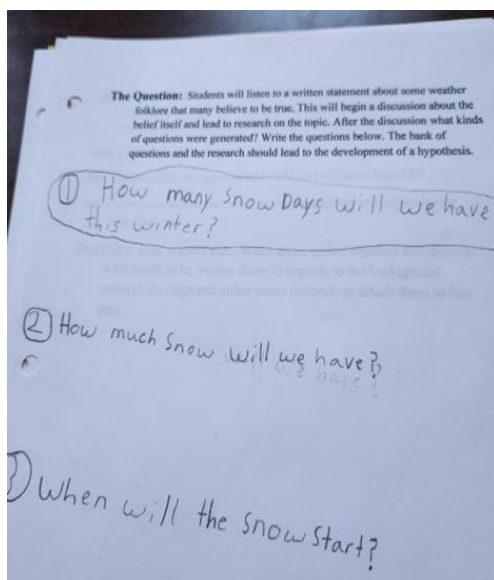 The Question: Students will listen to a written statement about some weather
folklore that many believe to be true. This will begin a discussion about the
belief itself and lead to research on the topic. After the discussion what kinds
of questions were generated? Write the questions below. The bank of
questions and the research should lead to the development of a hypothesis.
① How many Snow Days will we have
this winter?
② How much Snow will we have?
we have?
3 When will the snow start?